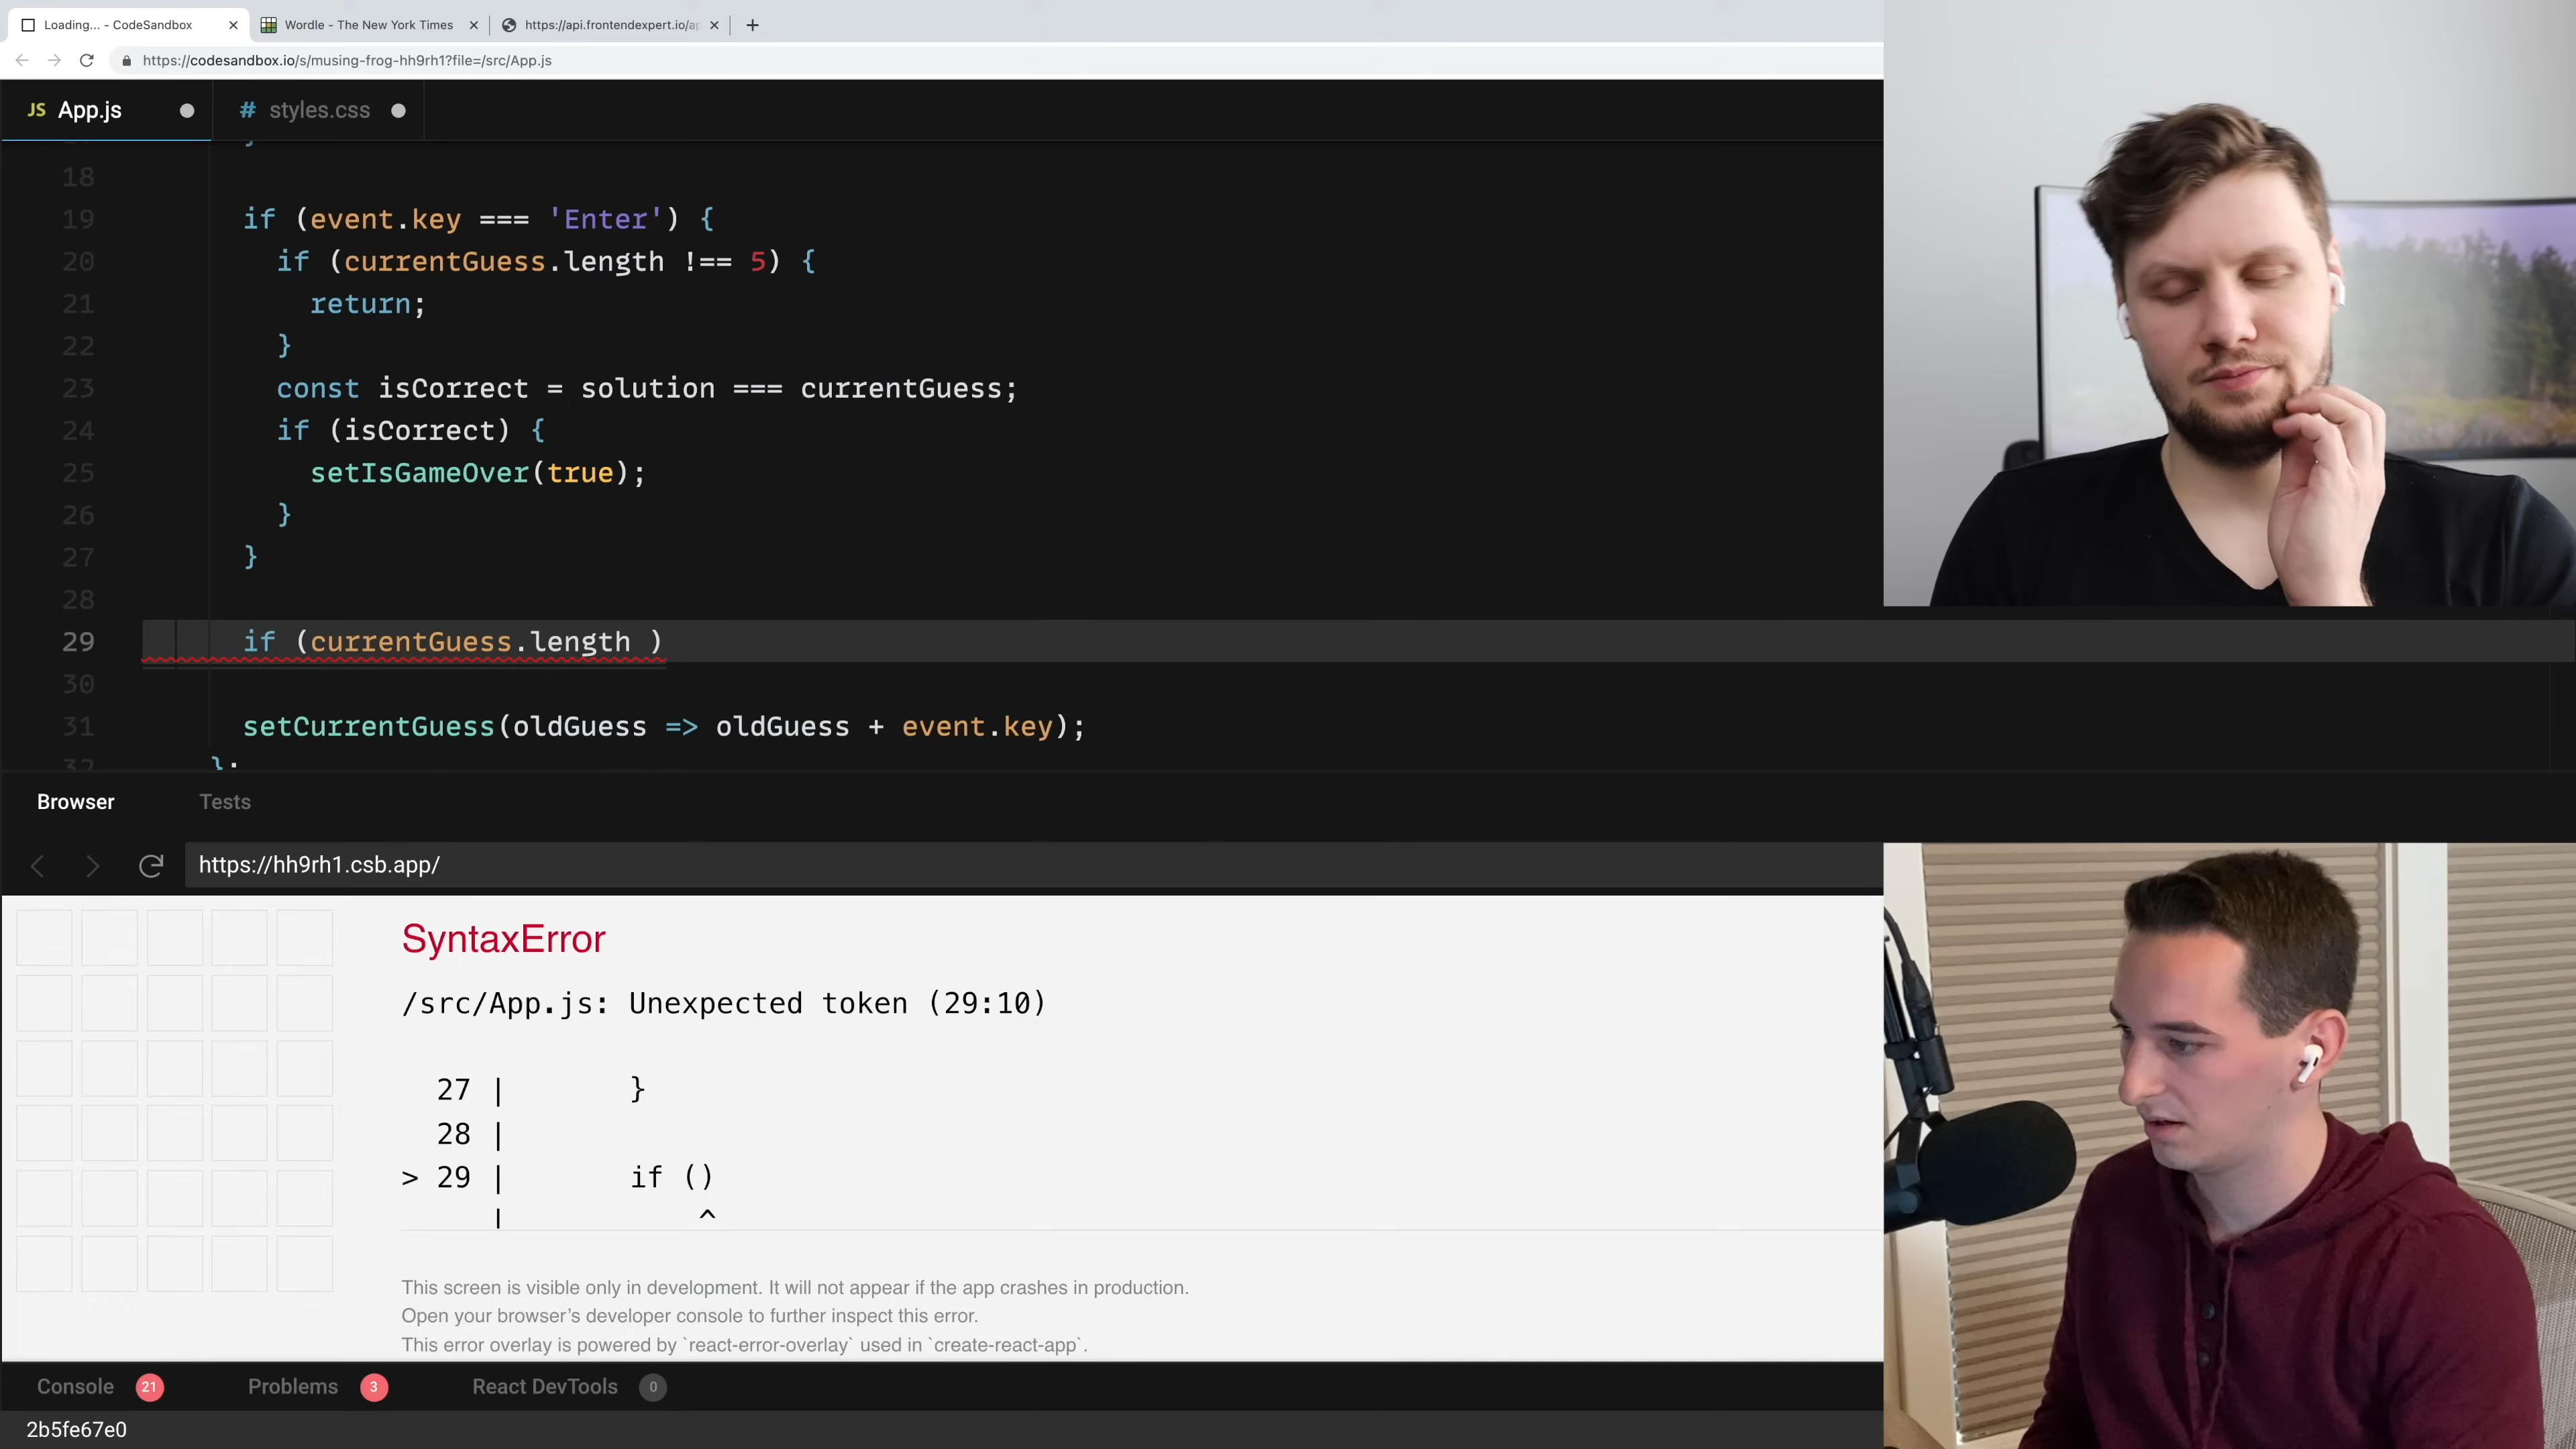 Loading... - CodeSandbox
Wordle - The New York Times
https://api.frontendexpert.io/ap
https://codesandbox.io/s/musing-frog-hh9rh1?file=/src/App.js
JS App.js
# styles.css
18
19 if (event.key === 'Enter') {
20 if (currentGuess.length !== 5) {
21 return;
22 }
23 const isCorrect = solution === currentGuess;
24 if (isCorrect) {
25 setIsGameOver(true);
26 }
27 }
28
29 if (currentGuess.length )
30
31 setCurrentGuess(oldGuess => oldGuess + event.key);
32 };
Browser Tests
https://hh9rh1.csb.app/
SyntaxError
/src/App.js: Unexpected token (29:10)
27 | }
28 |
> 29 | if ()
| ^
This screen is visible only in development. It will not appear if the app crashes in production.
Open your browser’s developer console to further inspect this error.
This error overlay is powered by `react-error-overlay` used in `create-react-app`.
Console 21 Problems 3 React DevTools 0
2b5fe67e0